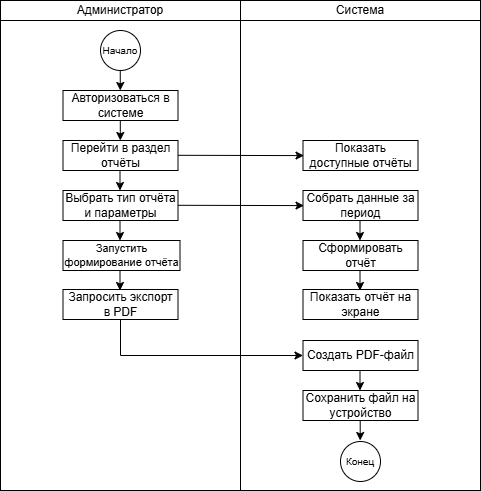 Администратор
Система
Начало
Авторизоваться в
системе
Перейти в раздел
отчёты
Показать
доступные отчёты
Выбрать тип отчёта
и параметры
Собрать данные за
период
Запустить
формирование отчёта
Сформировать
отчёт
Запросить экспорт
в PDF
Показать отчёт на
экране
Создать PDF-файл
Сохранить файл на
устройство
Конец